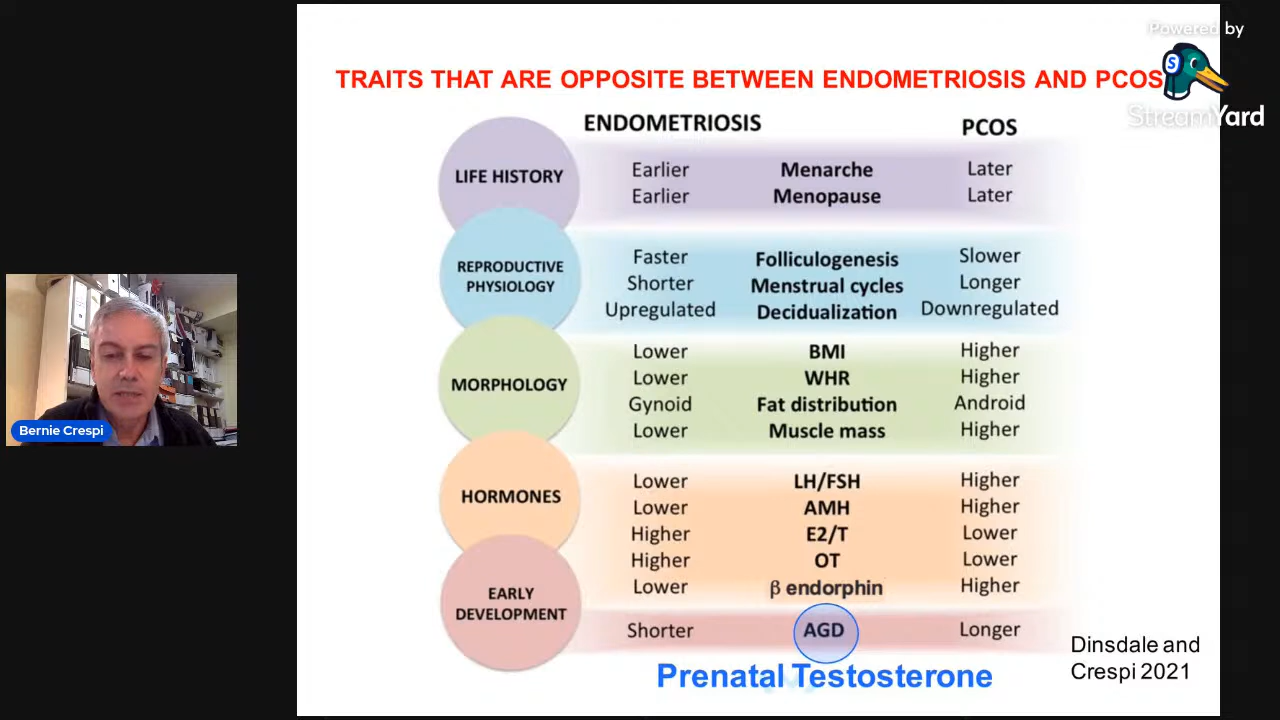 Powered by
S
StreamYard
TRAITS THAT ARE OPPOSITE BETWEEN ENDOMETRIOSIS AND PCOS
ENDOMETRIOSIS PCOS
LIFE HISTORY
Earlier Menarche Later
Earlier Menopause Later
REPRODUCTIVE
PHYSIOLOGY
Faster Folliculogenesis Slower
Shorter Menstrual cycles Longer
Upregulated Decidualization Downregulated
MORPHOLOGY
Lower BMI Higher
Lower WHR Higher
Gynoid Fat distribution Android
Lower Muscle mass Higher
HORMONES
Lower LH/FSH Higher
Lower AMH Higher
Higher E2/T Lower
Higher OT Lower
Lower β endorphin Higher
EARLY
DEVELOPMENT
Shorter AGD Longer
Prenatal Testosterone
Dinsdale and
Crespi 2021
Bernie Crespi